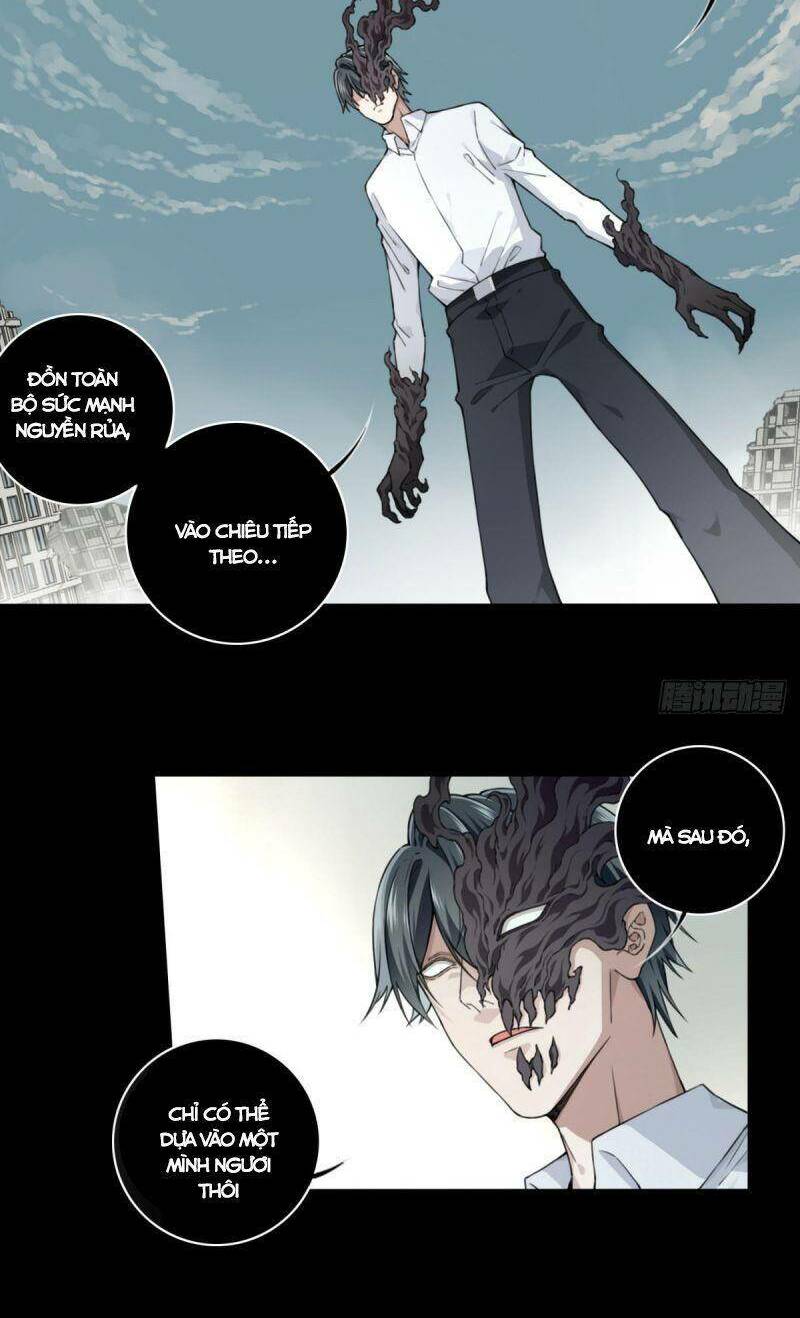 ĐỒN TOÀN
BỘ SỨC MẠNH
NGUYỀN RỦA,
VÀO CHIÊU TIẾP
THEO...
腾讯动漫
MÀ SAU ĐÓ,
CHỈ CÓ THỂ
DỰA VÀO MỘT
MÌNH NGƯƠI
THÔI